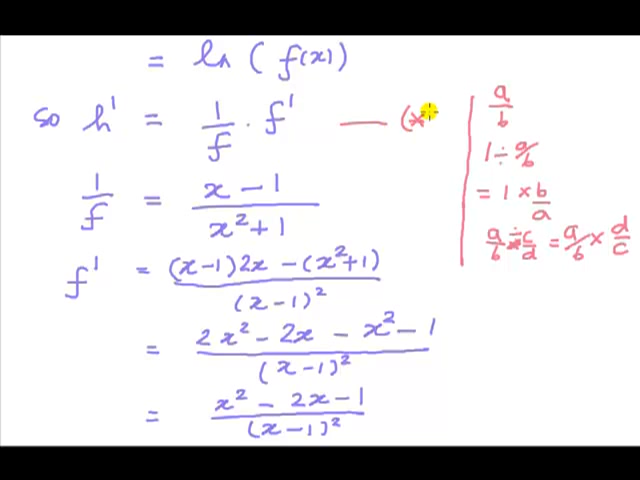 = ln ( f(x) )
so h' = 1/f · f' —— (*
1/f = (x - 1)/(x² + 1)
f' = ((x-1)2x - (x²+1))/(x-1)²
= (2x² - 2x - x² - 1)/(x-1)²
= (x² - 2x - 1)/(x-1)²
a/b
1 ÷ a/b
= 1 × b/a
a/b ÷ c/d = a/b × d/c